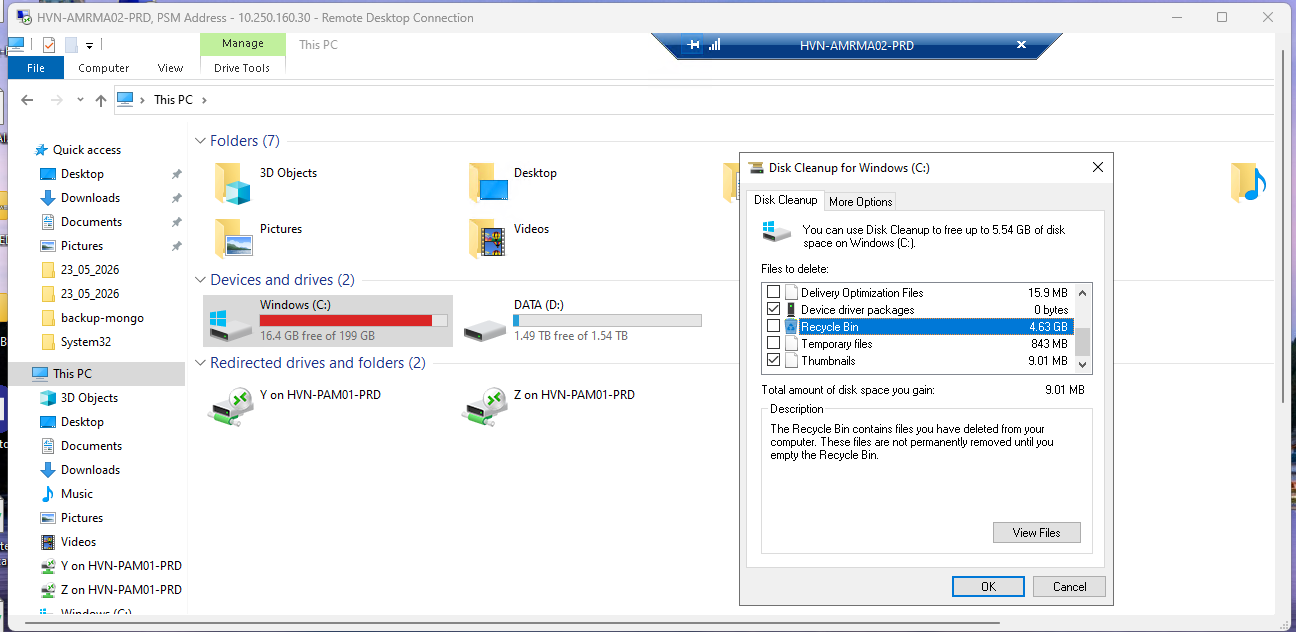 HVN-AMRMA02-PRD, PSM Address - 10.250.160.30 - Remote Desktop Connection
Manage
This PC
HVN-AMRMA02-PRD
File
Computer
View
Drive Tools
This PC
Quick access
Desktop
Downloads
Documents
Pictures
23_05_2026
23_05_2026
backup-mongo
System32
This PC
3D Objects
Desktop
Documents
Downloads
Music
Pictures
Videos
Y on HVN-PAM01-PRD
Z on HVN-PAM01-PRD
Windows (C:)
Folders (7)
3D Objects
Desktop
Pictures
Videos
Devices and drives (2)
Windows (C:)
16.4 GB free of 199 GB
DATA (D:)
1.49 TB free of 1.54 TB
Redirected drives and folders (2)
Y on HVN-PAM01-PRD
Z on HVN-PAM01-PRD
Disk Cleanup for Windows (C:)
Disk Cleanup
More Options
You can use Disk Cleanup to free up to 5.54 GB of disk
space on Windows (C:).
Files to delete:
Delivery Optimization Files 15.9 MB
Device driver packages 0 bytes
Recycle Bin 4.63 GB
Temporary files 843 MB
Thumbnails 9.01 MB
Total amount of disk space you gain: 9.01 MB
Description
The Recycle Bin contains files you have deleted from your
computer. These files are not permanently removed until you
empty the Recycle Bin.
View Files
OK
Cancel